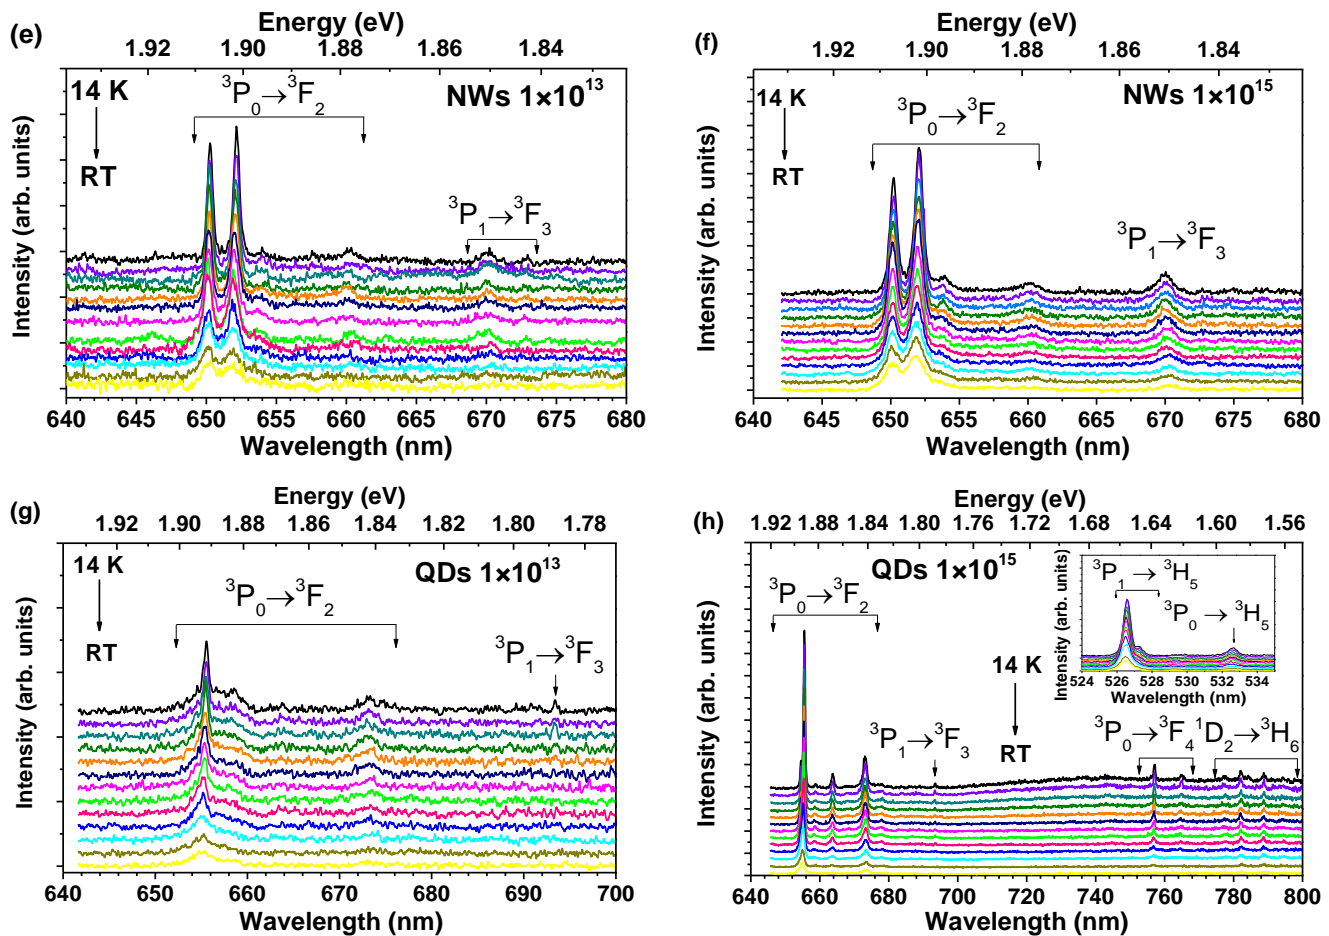 (e)
Energy (eV)
1.92 1.90 1.88 1.86 1.84
14 K
RT
³P₀→³F₂
NWs 1×10¹³
³P₁→³F₃
Intensity (arb. units)
640 645 650 655 660 665 670 675 680
Wavelength (nm)
(f)
Energy (eV)
1.92 1.90 1.88 1.86 1.84
14 K
RT
³P₀→³F₂
NWs 1×10¹⁵
³P₁→³F₃
Intensity (arb. units)
640 645 650 655 660 665 670 675 680
Wavelength (nm)
(g)
Energy (eV)
1.92 1.90 1.88 1.86 1.84 1.82 1.80 1.78
14 K
RT
³P₀→³F₂
QDs 1×10¹³
³P₁→³F₃
Intensity (arb. units)
640 650 660 670 680 690 700
Wavelength (nm)
(h)
Energy (eV)
1.92 1.88 1.84 1.80 1.76 1.72 1.68 1.64 1.60 1.56
³P₀→³F₂
QDs 1×10¹⁵
³P₁→³F₃
14 K
RT
³P₀→³F₄
¹D₂→³H₆
Intensity (arb. units)
640 660 680 700 720 740 760 780 800
Wavelength (nm)
³P₁→³H₅
³P₀→³H₅
Intensity (arb. units)
524 526 528 530 532 534
Wavelength (nm)